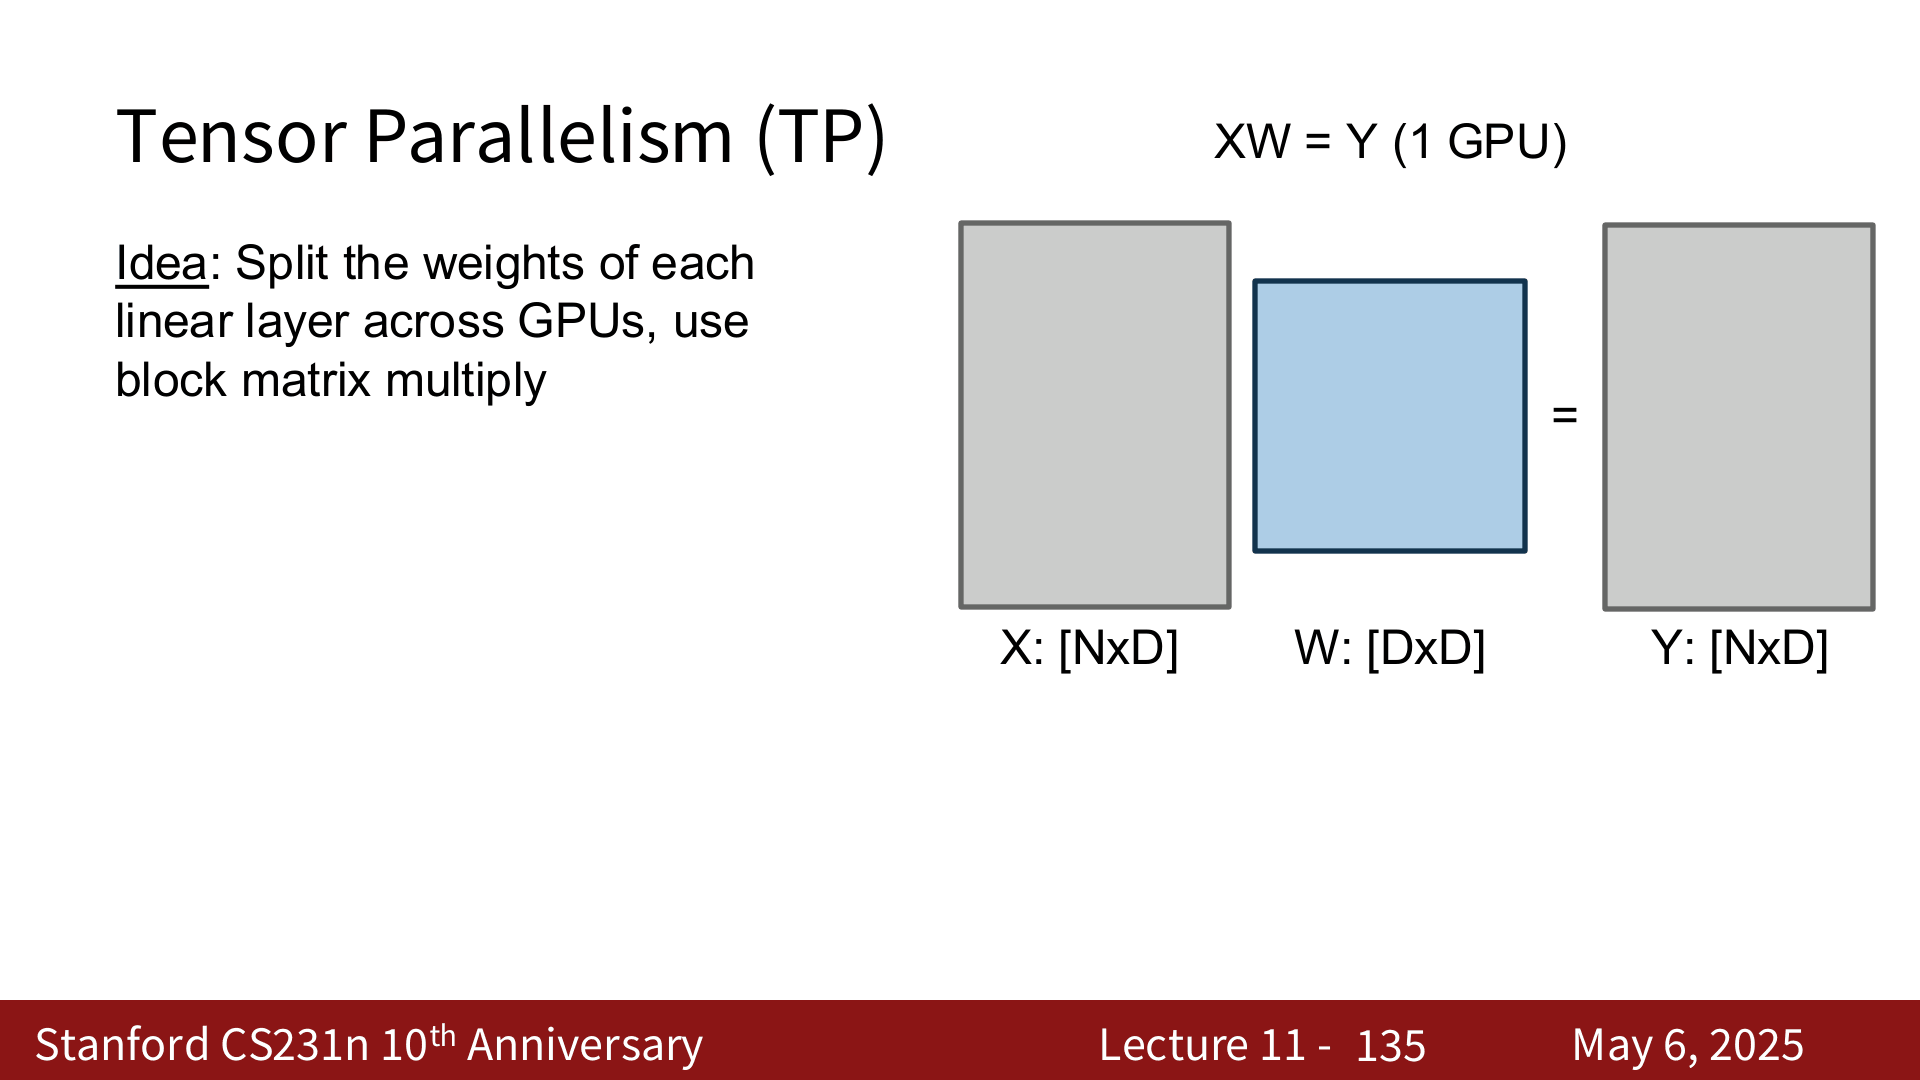 Tensor Parallelism (TP)
Idea: Split the weights of each
linear layer across GPUs, use
block matrix multiply
XW = Y (1 GPU)
=
X: [NxD]
W: [DxD]
Y: [NxD]
Stanford CS231n 10th Anniversary
Lecture 11 - 135
May 6, 2025